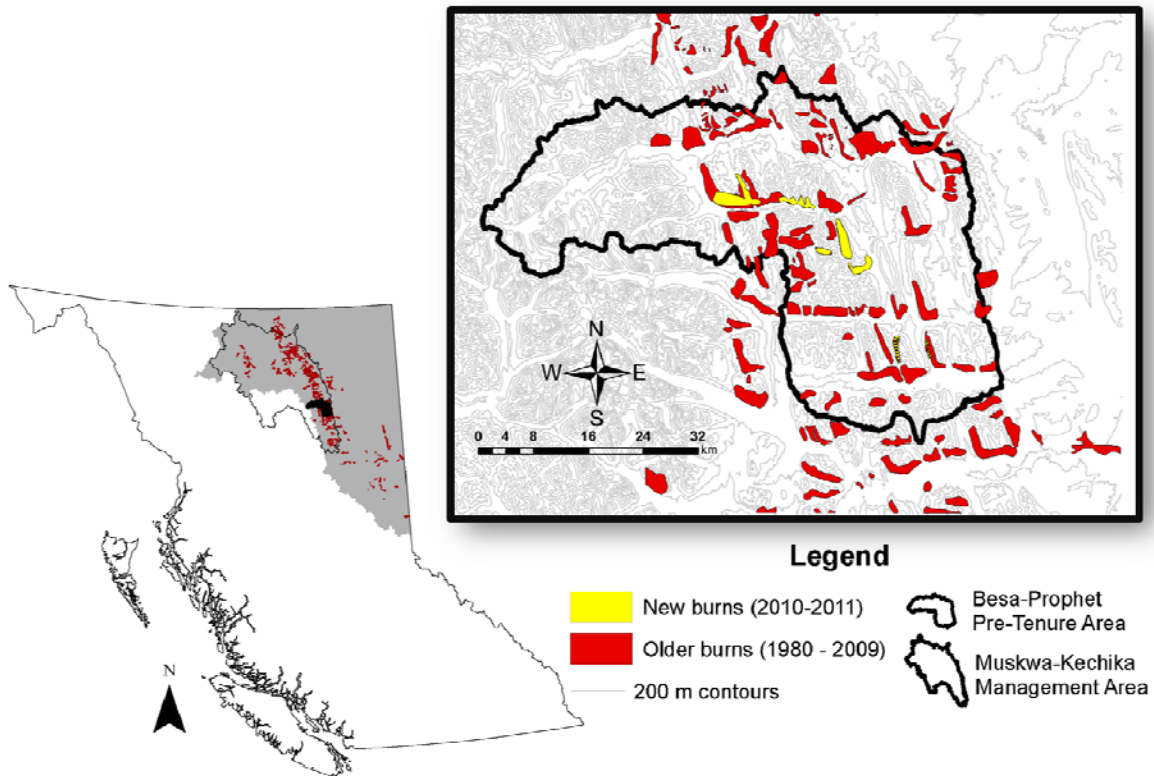 N
W E
S
0 4 8 16 24 32
km
Legend
New burns (2010-2011)
Older burns (1980 - 2009)
200 m contours
Besa-Prophet
Pre-Tenure Area
Muskwa-Kechika
Management Area
N